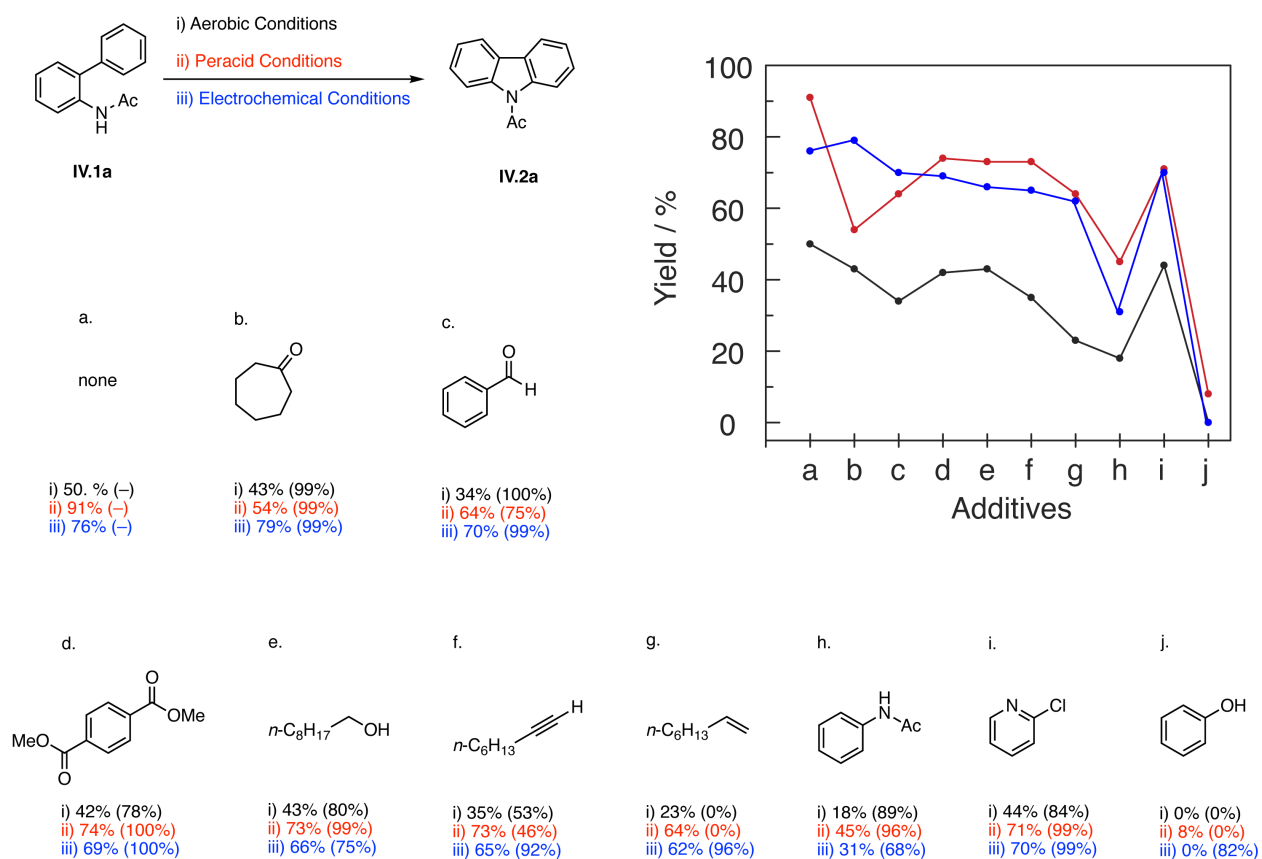 i) Aerobic Conditions
ii) Peracid Conditions
iii) Electrochemical Conditions
N
H
Ac
IV.1a
N
Ac
IV.2a
a.
none
i) 50. % (–)
ii) 91% (–)
iii) 76% (–)
b.
O
i) 43% (99%)
ii) 54% (99%)
iii) 79% (99%)
c.
O
H
i) 34% (100%)
ii) 64% (75%)
iii) 70% (99%)
100
80
60
40
20
0
Yield / %
a b c d e f g h i j
Additives
d.
O
OMe
MeO
O
i) 42% (78%)
ii) 74% (100%)
iii) 69% (100%)
e.
n-C8H17 OH
i) 43% (80%)
ii) 73% (99%)
iii) 66% (75%)
f.
H
n-C6H13
i) 35% (53%)
ii) 73% (46%)
iii) 65% (92%)
g.
n-C6H13
i) 23% (0%)
ii) 64% (0%)
iii) 62% (96%)
h.
H
N
Ac
i) 18% (89%)
ii) 45% (96%)
iii) 31% (68%)
i.
N Cl
i) 44% (84%)
ii) 71% (99%)
iii) 70% (99%)
j.
OH
i) 0% (0%)
ii) 8% (0%)
iii) 0% (82%)